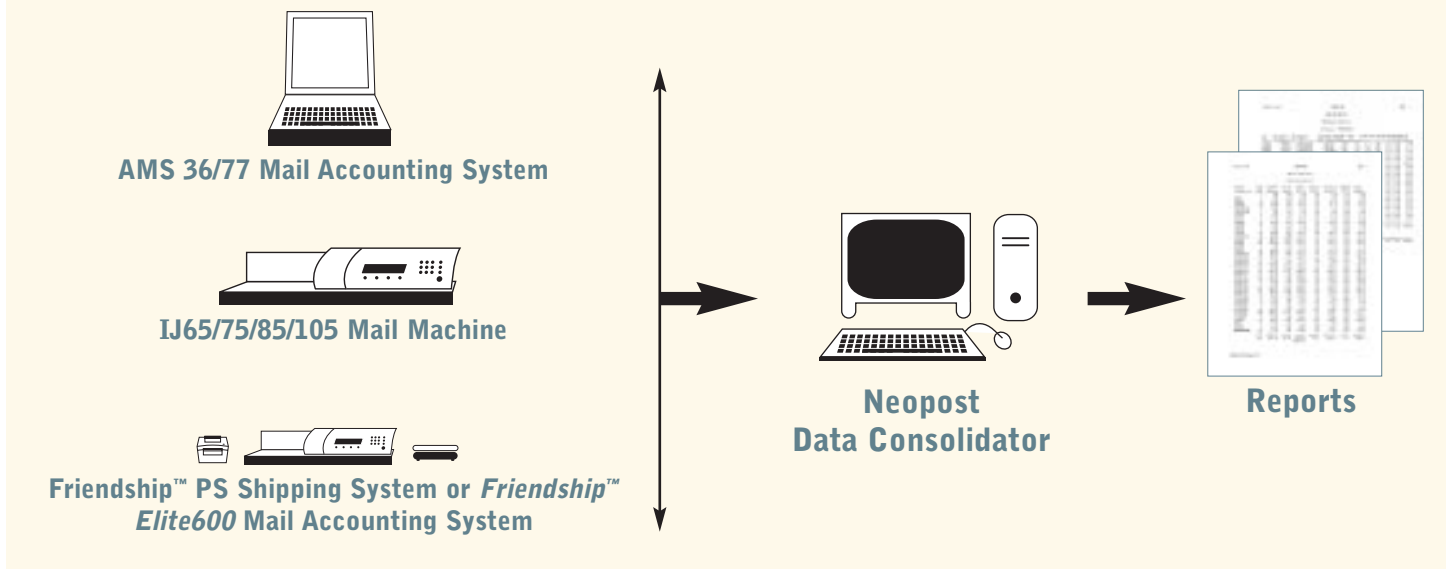 AMS 36/77 Mail Accounting System
IJ65/75/85/105 Mail Machine
Friendship™ PS Shipping System or Friendship™
Elite600 Mail Accounting System
Neopost
Data Consolidator
Reports